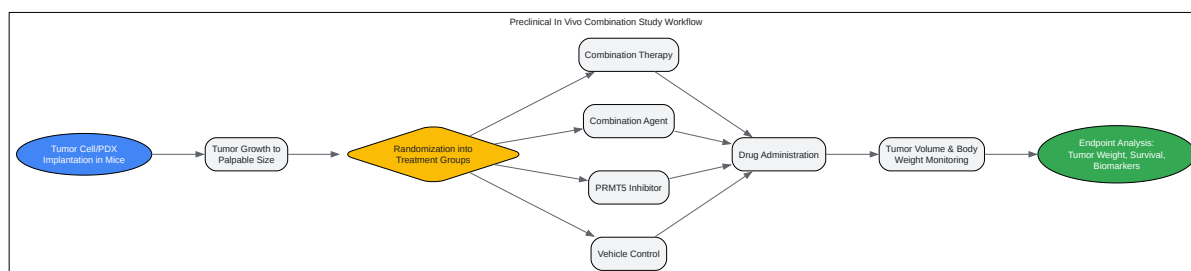 Preclinical In Vivo Combination Study Workflow
Tumor Cell/PDX
Implantation in Mice
Tumor Growth to
Palpable Size
Randomization into
Treatment Groups
Combination Therapy
Combination Agent
PRMT5 Inhibitor
Vehicle Control
Drug Administration
Tumor Volume & Body
Weight Monitoring
Endpoint Analysis:
Tumor Weight, Survival,
Biomarkers